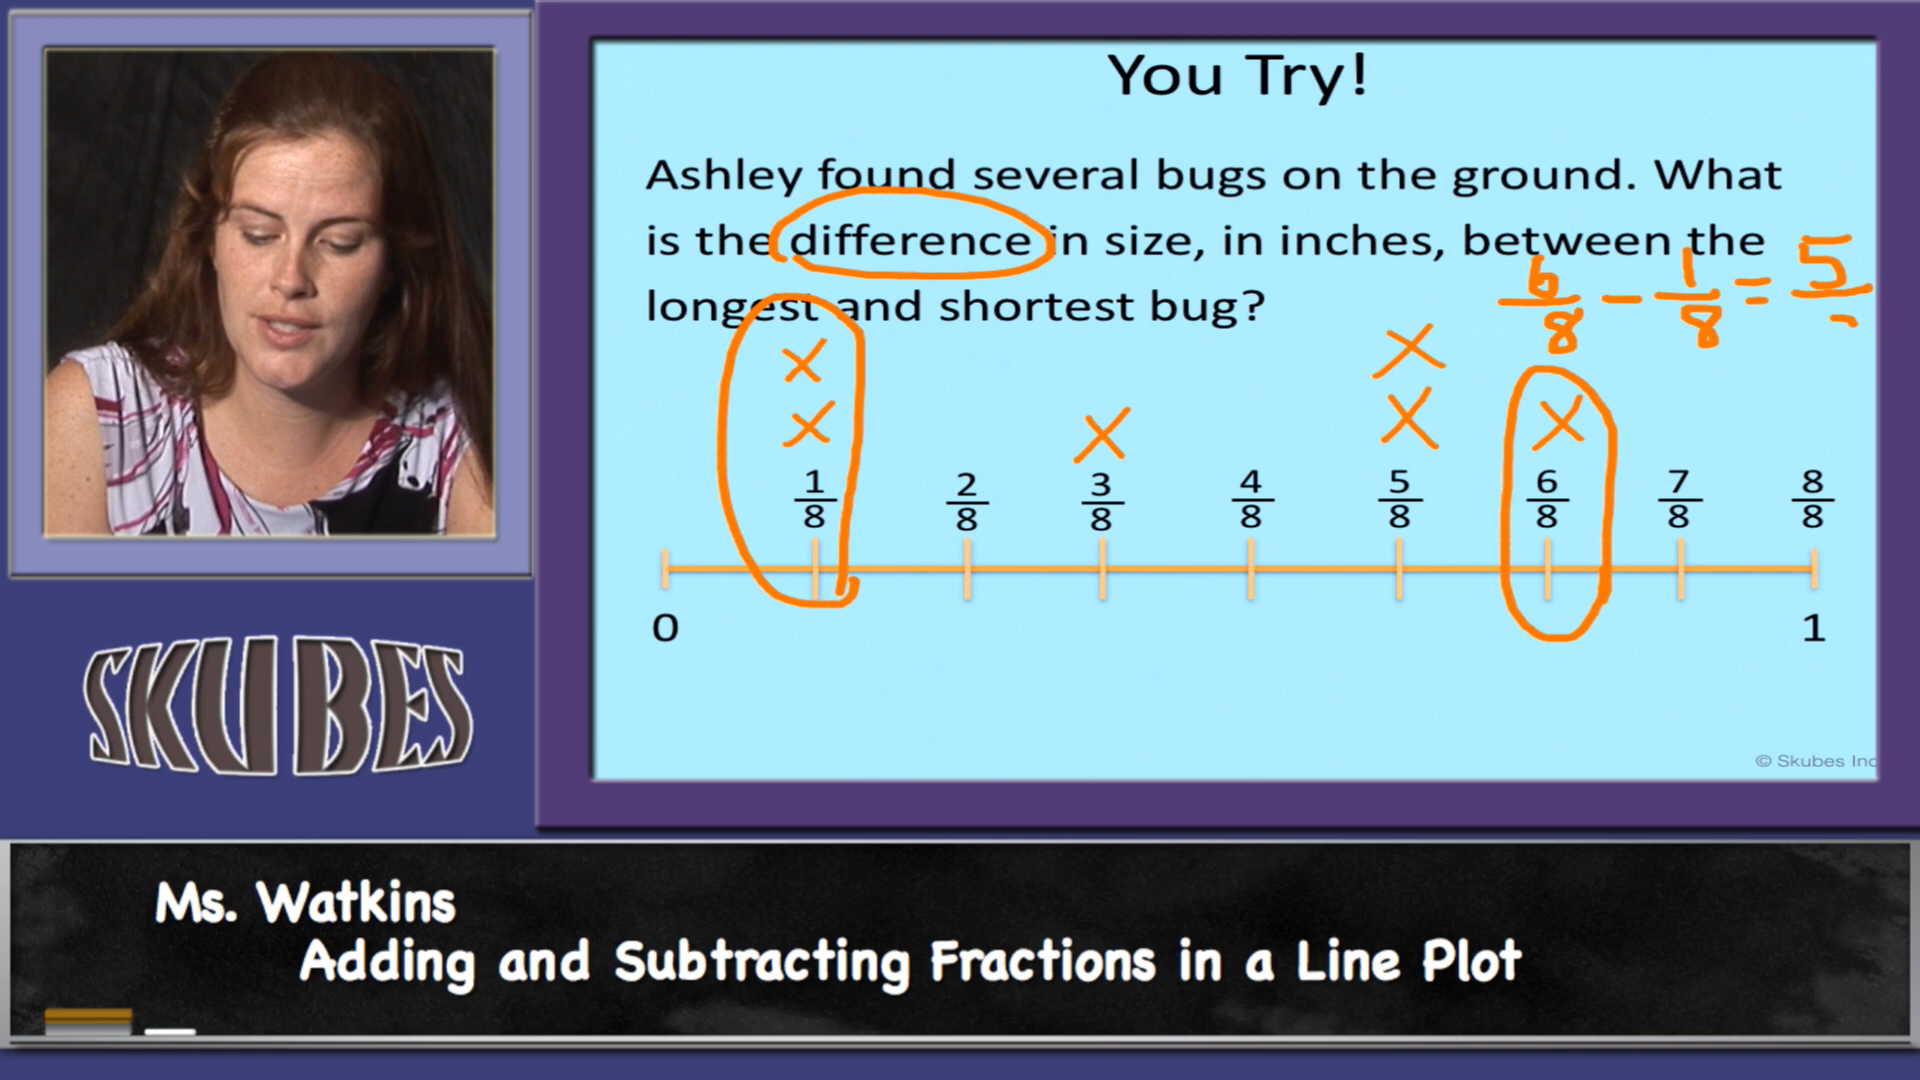 You Try!
Ashley found several bugs on the ground. What
is the difference in size, in inches, between the
longest and shortest bug?
6/8 - 1/8 = 5/
X X
X X X X
1/8 2/8 3/8 4/8 5/8 6/8 7/8 8/8
0 1
© Skubes Inc
SKUBES
Ms. Watkins
Adding and Subtracting Fractions in a Line Plot